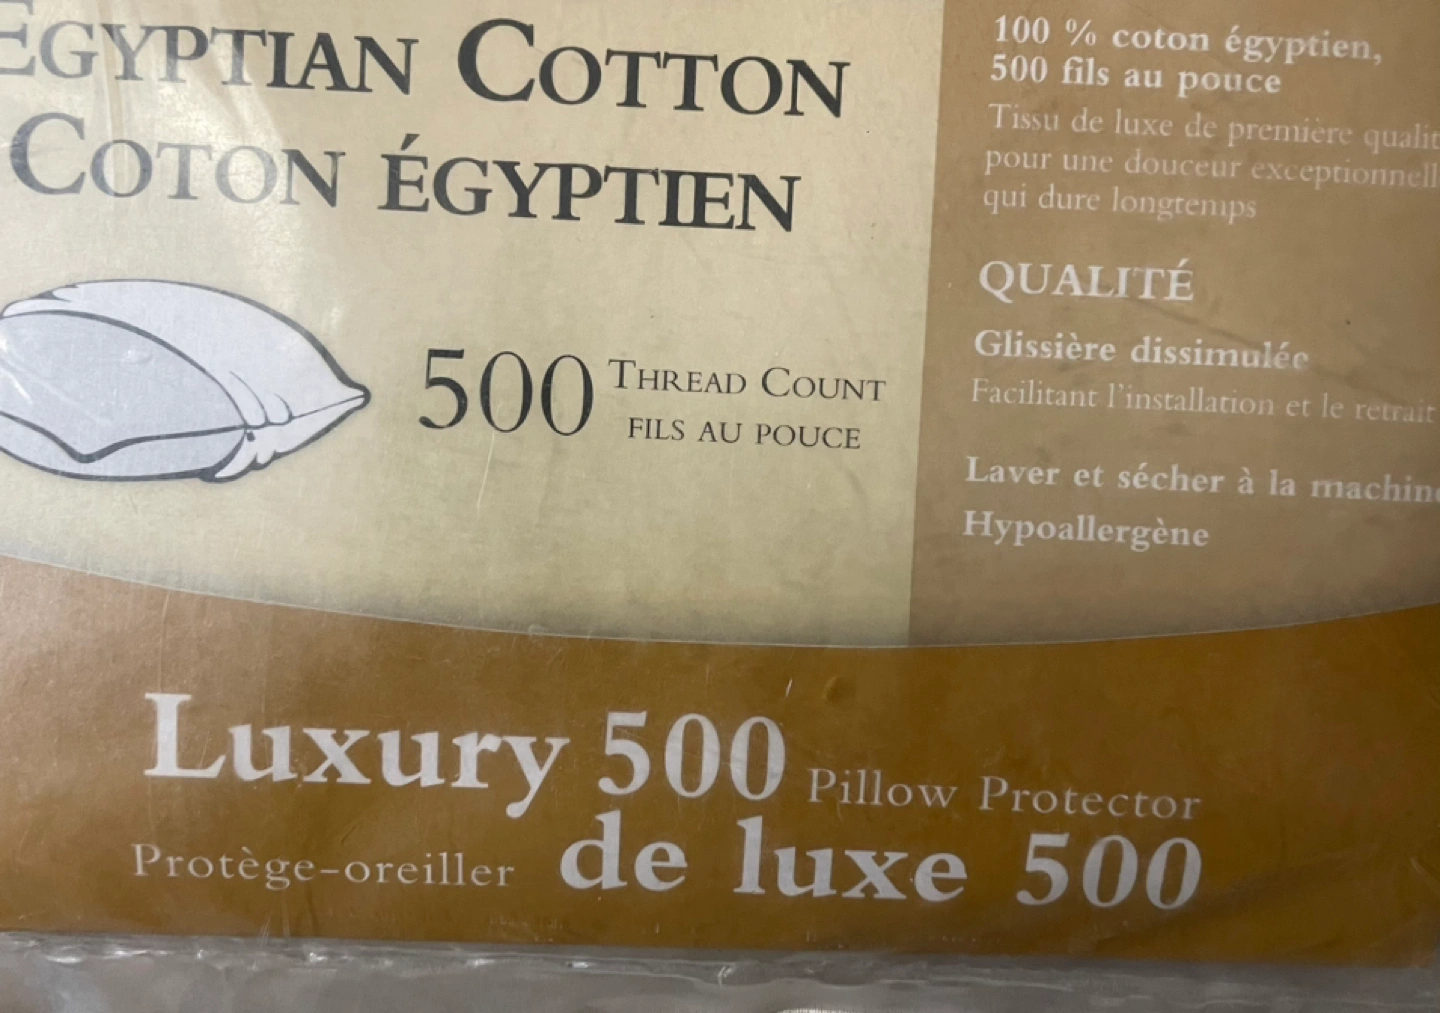 EGYPTIAN COTTON
COTON ÉGYPTIEN
500 THREAD COUNT
FILS AU POUCE
100 % coton égyptien,
500 fils au pouce
Tissu de luxe de première
pour une douceur
qui dure longtemps
QUALITÉ
Glissière dissimulée
Facilitant l'installation et le retrait
Laver et sécher à la
Hypoallergène
Luxury 500 Pillow Protector
Protège-oreiller de luxe 500